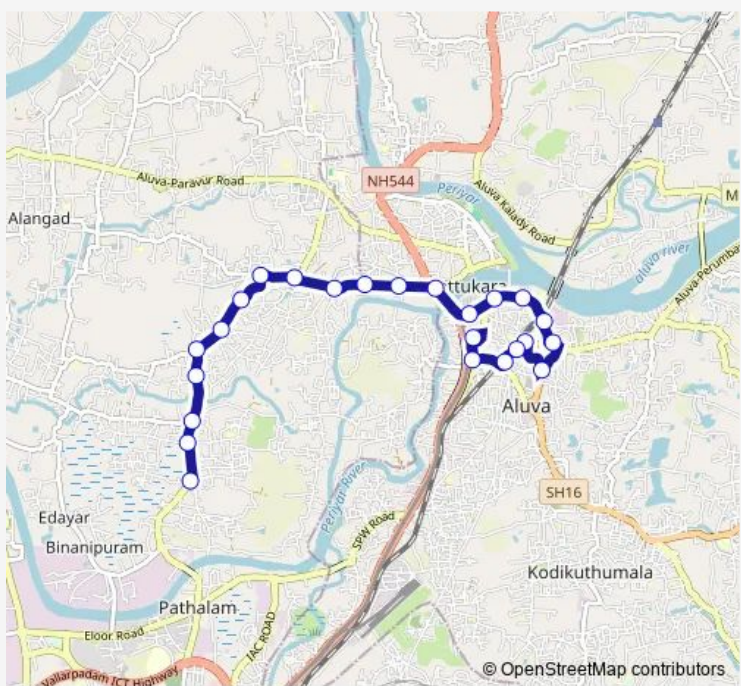 NH544
Periyar
Aluva-Paravur Road
Aluva Kalady Road
M
Alangad
aluva river
Aluva-Perumba
ttukara
Aluva
SH16
Periyar River
SPW Road
Edayar
Binanipuram
Kodikuthumala
Pathalam
IAC ROAD
Eloor Road
Vallarpadam ICT Highway
© OpenStreetMap contributors